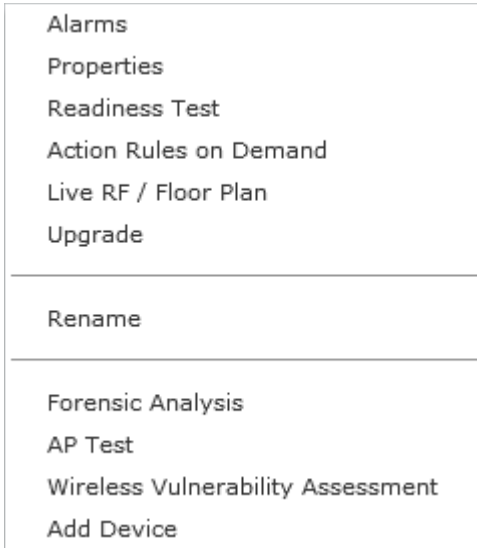 Alarms
Properties
Readiness Test
Action Rules on Demand
Live RF / Floor Plan
Upgrade
Rename
Forensic Analysis
AP Test
Wireless Vulnerability Assessment
Add Device